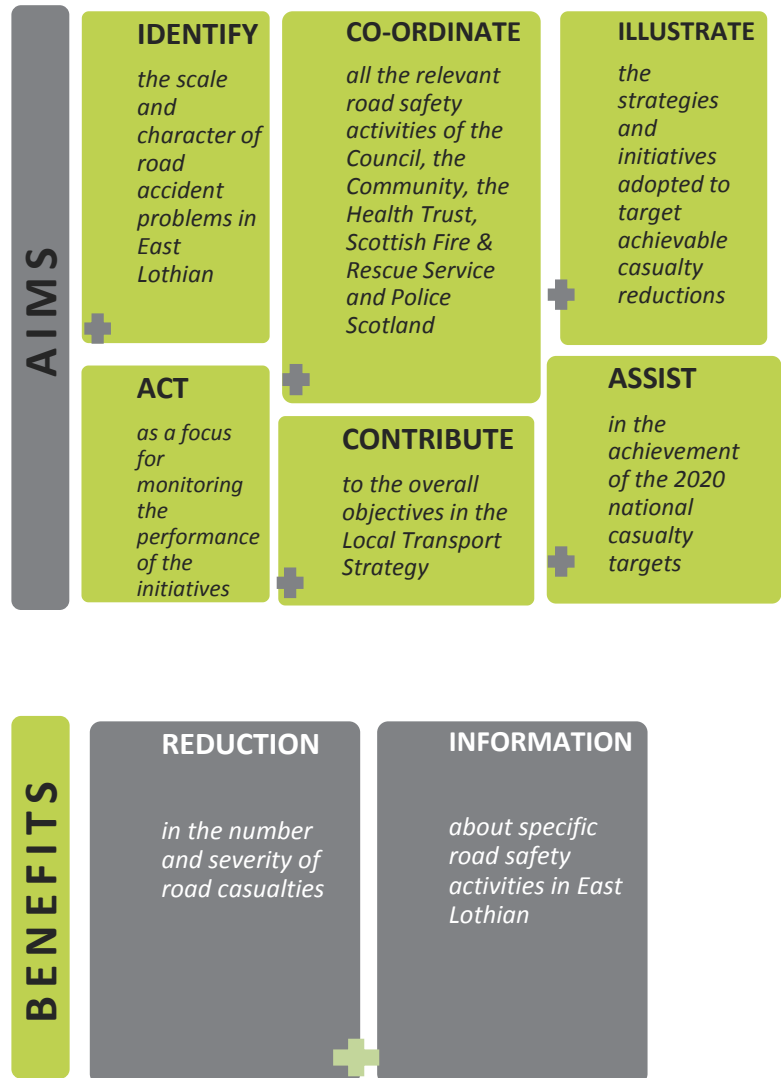 AIMS
IDENTIFY
the scale
and
character of
road
accident
problems in
East
Lothian
CO-ORDINATE
all the relevant
road safety
activities of the
Council, the
Community, the
Health Trust,
Scottish Fire &
Rescue Service
and Police
Scotland
ILLUSTRATE
the
strategies
and
initiatives
adopted to
target
achievable
casualty
reductions
ACT
as a focus
for
monitoring
the
performance
of the
initiatives
CONTRIBUTE
to the overall
objectives in the
Local Transport
Strategy
ASSIST
in the
achievement
of the 2020
national
casualty
targets
BENEFITS
REDUCTION
in the number
and severity of
road casualties
INFORMATION
about specific
road safety
activities in East
Lothian